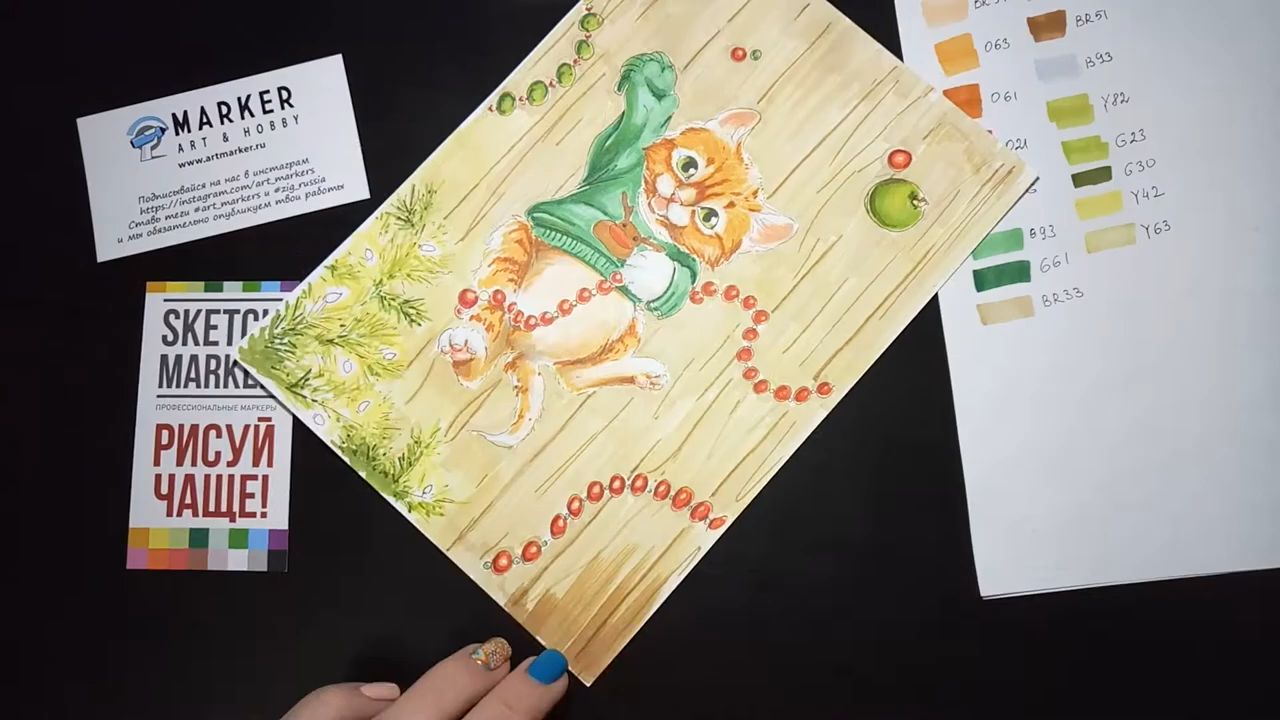 MARKER
ART & HOBBY
www.artmarker.ru
Подписывайся на нас в инстаграм
https://instagram.com/art_markers
Ставь теги #art_markers и #zig_russia
и мы обязательно опубликуем твои работы
SKETCH
MARKE
ПРОФЕССИОНАЛЬНЫЕ МАРКЕРЫ
РИСУЙ
ЧАЩЕ!
O63
O61
O21
B93
G61
BR33
BR51
B93
Y82
G23
G30
Y42
Y63